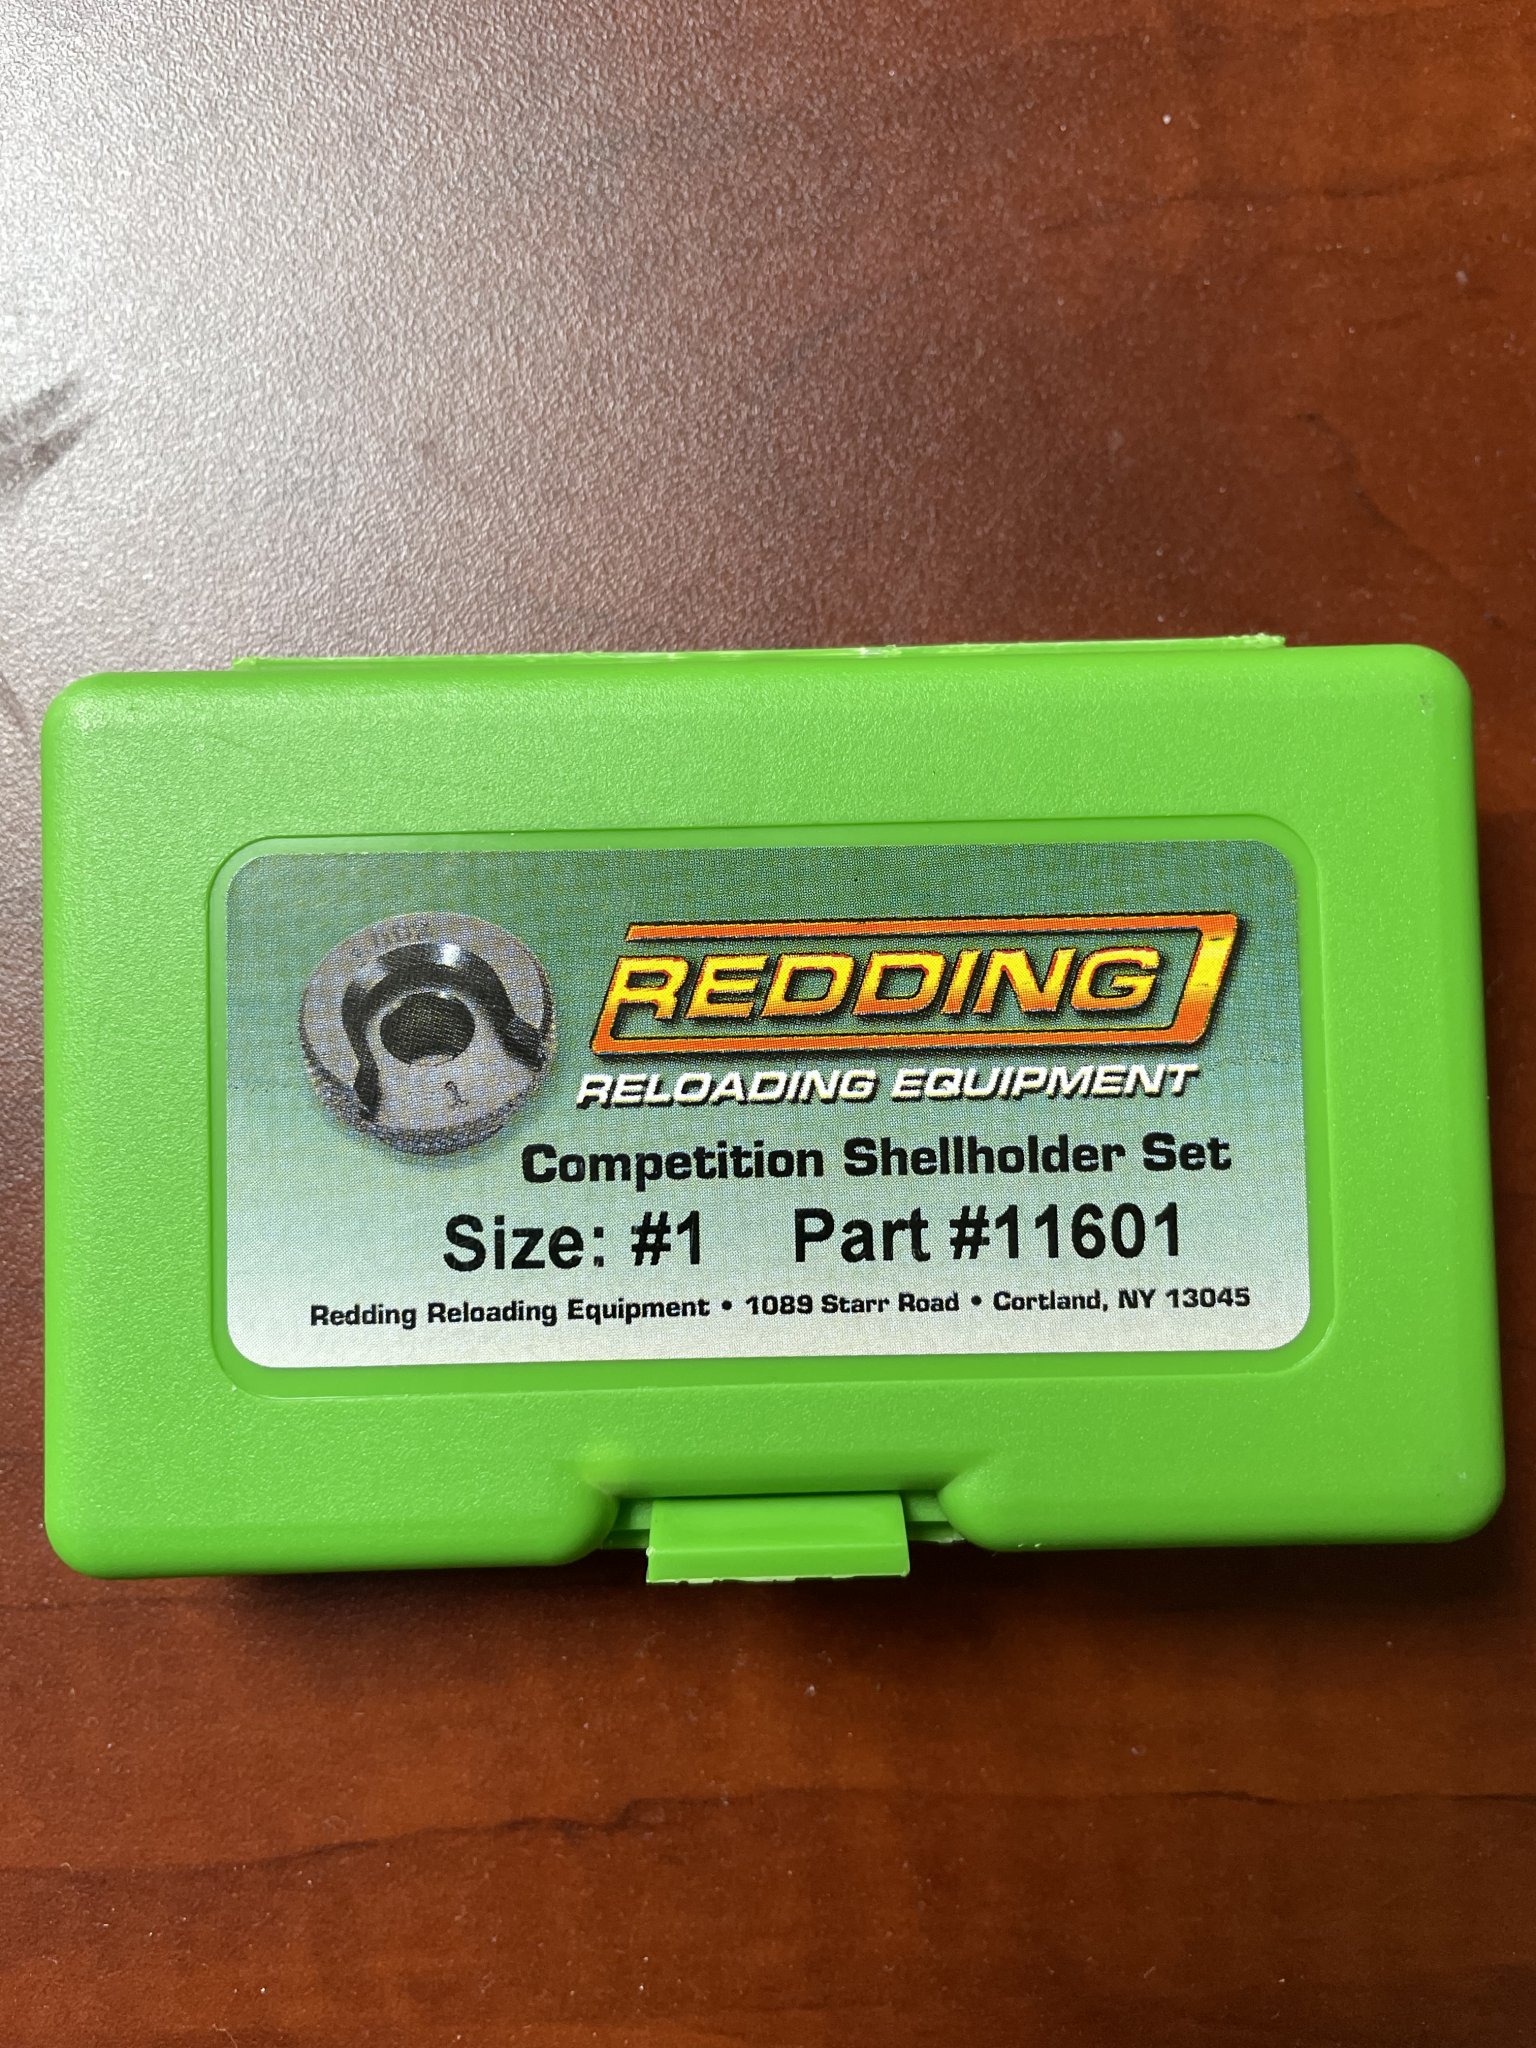 REDDING
RELOADING EQUIPMENT
1
Competition Shellholder Set
Size: #1 Part #11601
Redding Reloading Equipment • 1089 Starr Road • Cortland, NY 13045